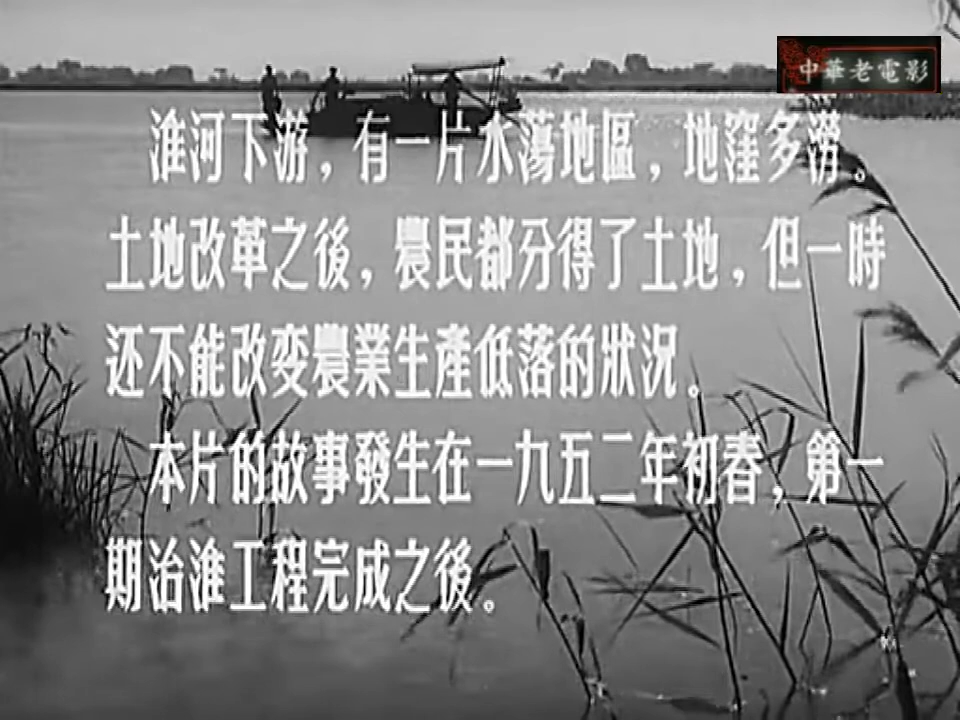 中華老電影
淮河下游，有一片水蕩地區，地窪多澇。
土地改革之後，農民都分得了土地，但一時
还不能改变農業生產低落的狀况。
本片的故事發生在一九五二年初春，第一
期治淮工程完成之後。